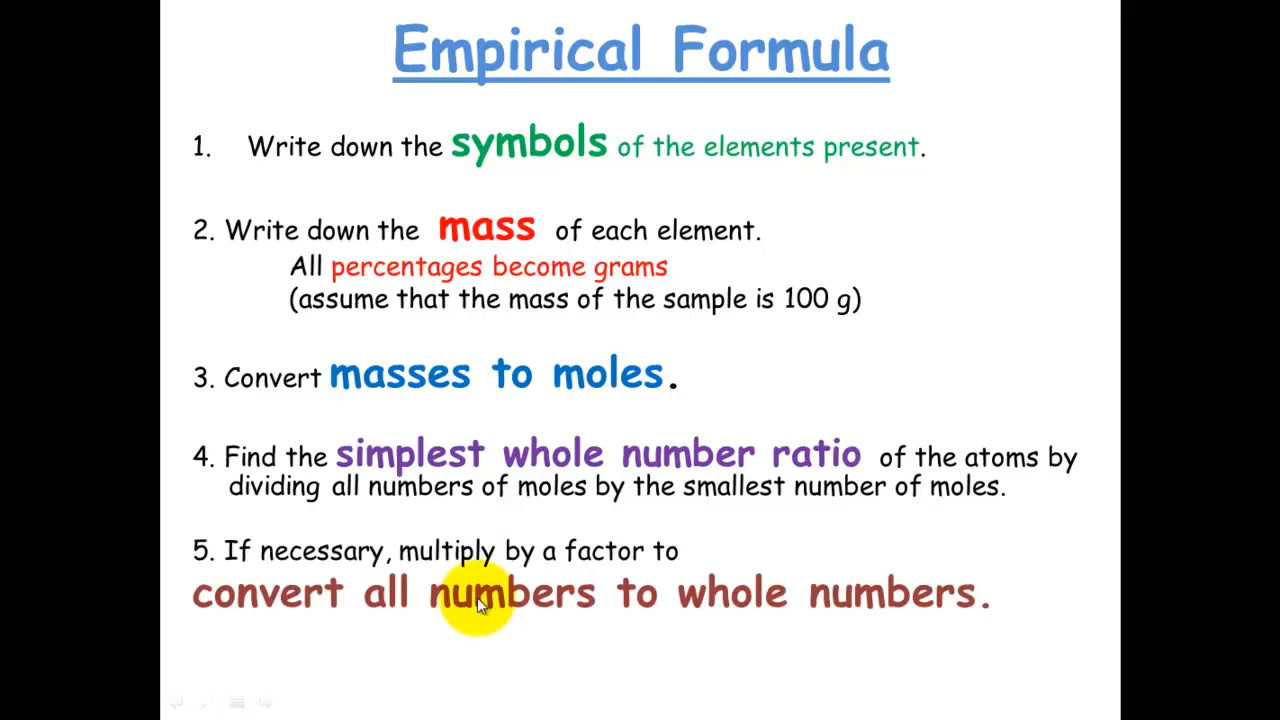 Empirical Formula
1. Write down the symbols of the elements present.
2. Write down the mass of each element.
All percentages become grams
(assume that the mass of the sample is 100 g)
3. Convert masses to moles.
4. Find the simplest whole number ratio of the atoms by
dividing all numbers of moles by the smallest number of moles.
5. If necessary, multiply by a factor to
convert all numbers to whole numbers.